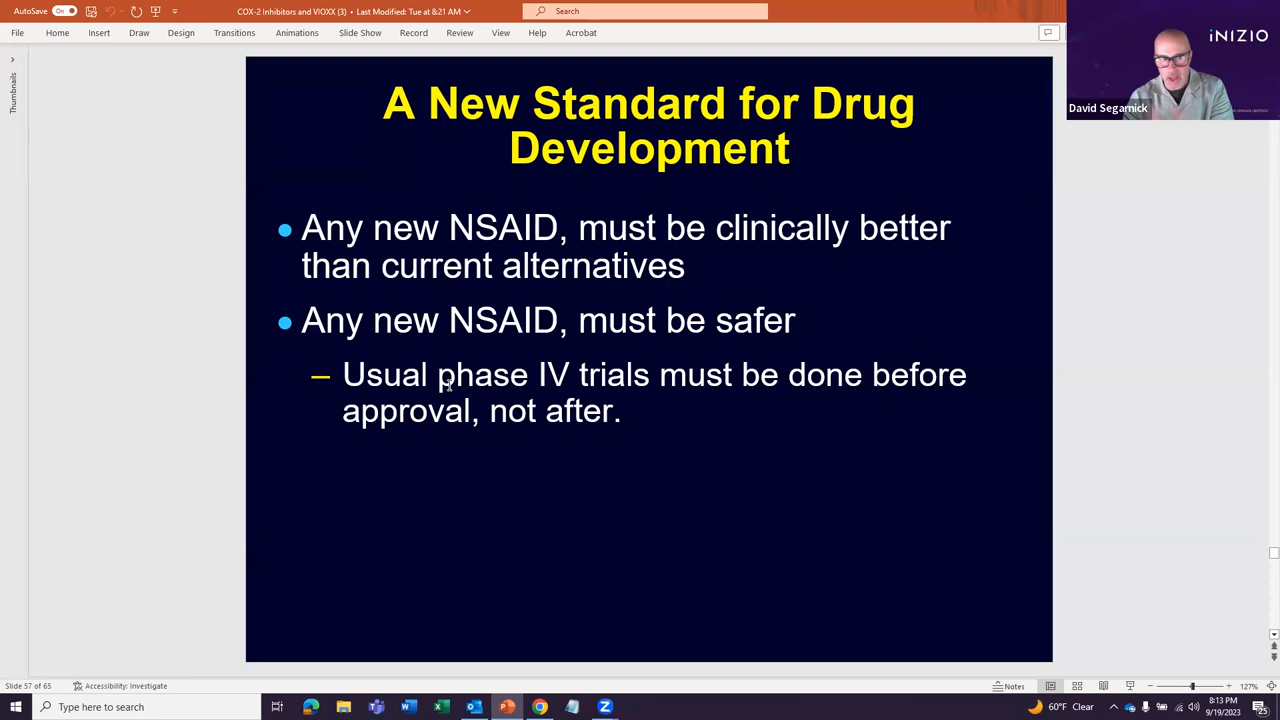 AutoSave On COX-2 Inhibitors and VIOXX (3) • Last Modified: Tue at 8:21 AM Search
File Home Insert Draw Design Transitions Animations Slide Show Record Review View Help Acrobat
Thumbnails
iNIZIO
David Segarnick
A New Standard for Drug
Development
Any new NSAID, must be clinically better
than current alternatives
Any new NSAID, must be safer
– Usual phase IV trials must be done before
approval, not after.
Slide 57 of 65 Accessibility: Investigate Notes 127%
Type here to search 60°F Clear 8:13 PM
9/19/2023 25